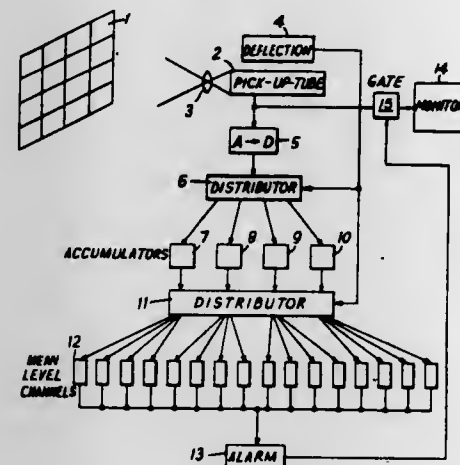 1
4
DEFLECTION
14
2
PICK-UP-TUBE
GATE
15
MONITOR
3
A→D
5
6
DISTRIBUTOR
ACCUMULATORS
7
8
9
10
11
DISTRIBUTOR
12
MEAN
LEVEL
CHANNELS
13
ALARM